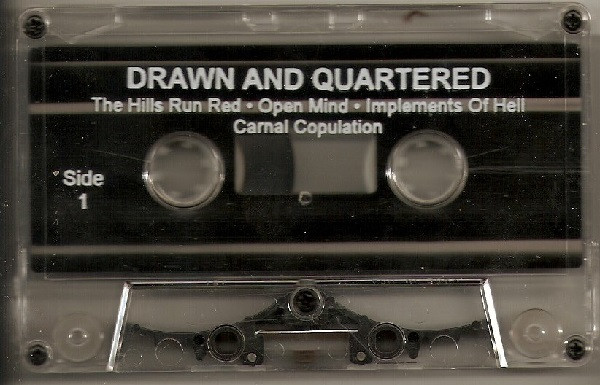 DRAWN AND QUARTERED
The Hills Run Red • Open Mind • Implements Of Hell
Carnal Copulation
Side
1